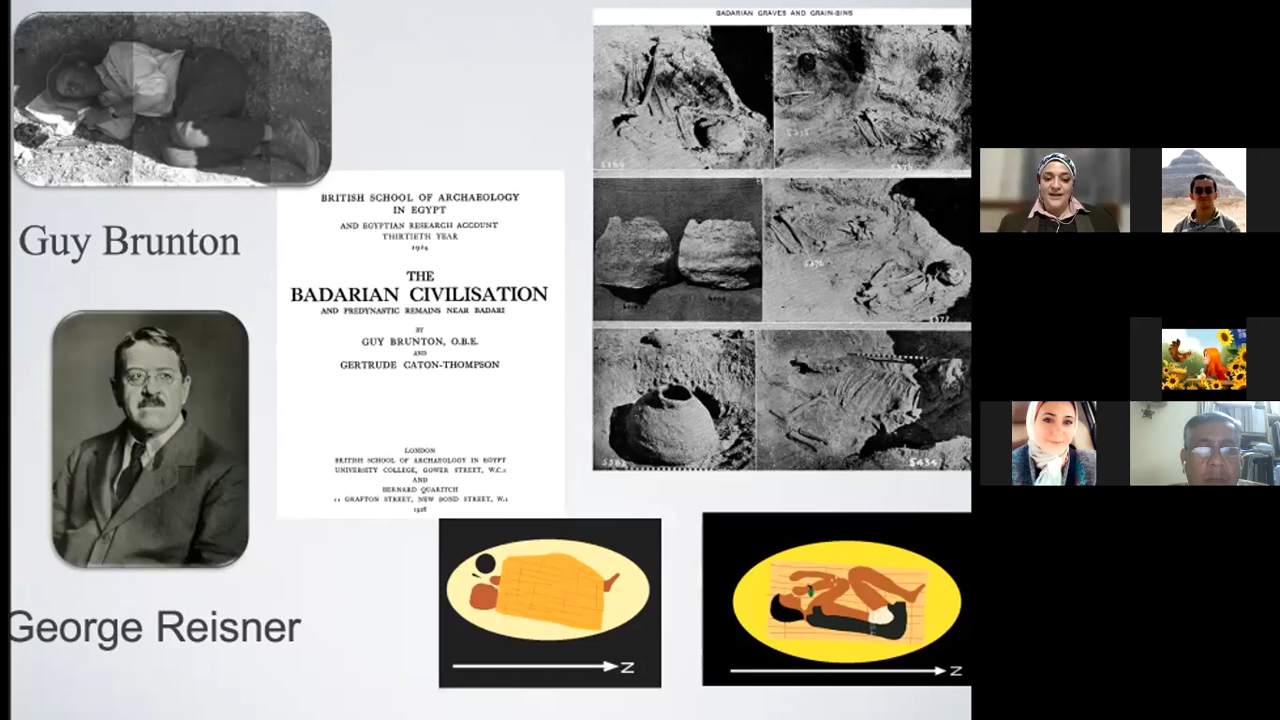 Guy Brunton
George Reisner
BRITISH SCHOOL OF ARCHAEOLOGY
IN EGYPT
AND EGYPTIAN RESEARCH ACCOUNT
THIRTIETH YEAR
1924
THE
BADARIAN CIVILISATION
AND PREDYNASTIC REMAINS NEAR BADARI
BY
GUY BRUNTON, O.B.E.
AND
GERTRUDE CATON-THOMPSON
LONDON
BRITISH SCHOOL OF ARCHAEOLOGY IN EGYPT
UNIVERSITY COLLEGE, GOWER STREET, W.C.1
AND
BERNARD QUARITCH
11 GRAFTON STREET, NEW BOND STREET, W.1
1928
BADARIAN GRAVES AND GRAIN-BINS
5434
N
N